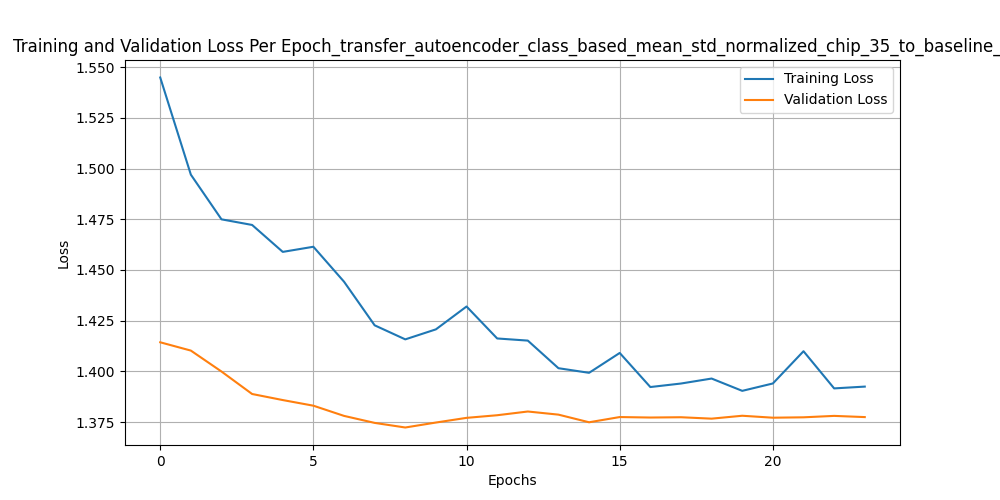 Training and Validation Loss Per Epoch_transfer_autoencoder_class_based_mean_std_normalized_chip_35_to_baseline_
1.550
1.525
1.500
1.475
1.450
1.425
1.400
1.375
Loss
Training Loss
Validation Loss
0
5
10
15
20
Epochs